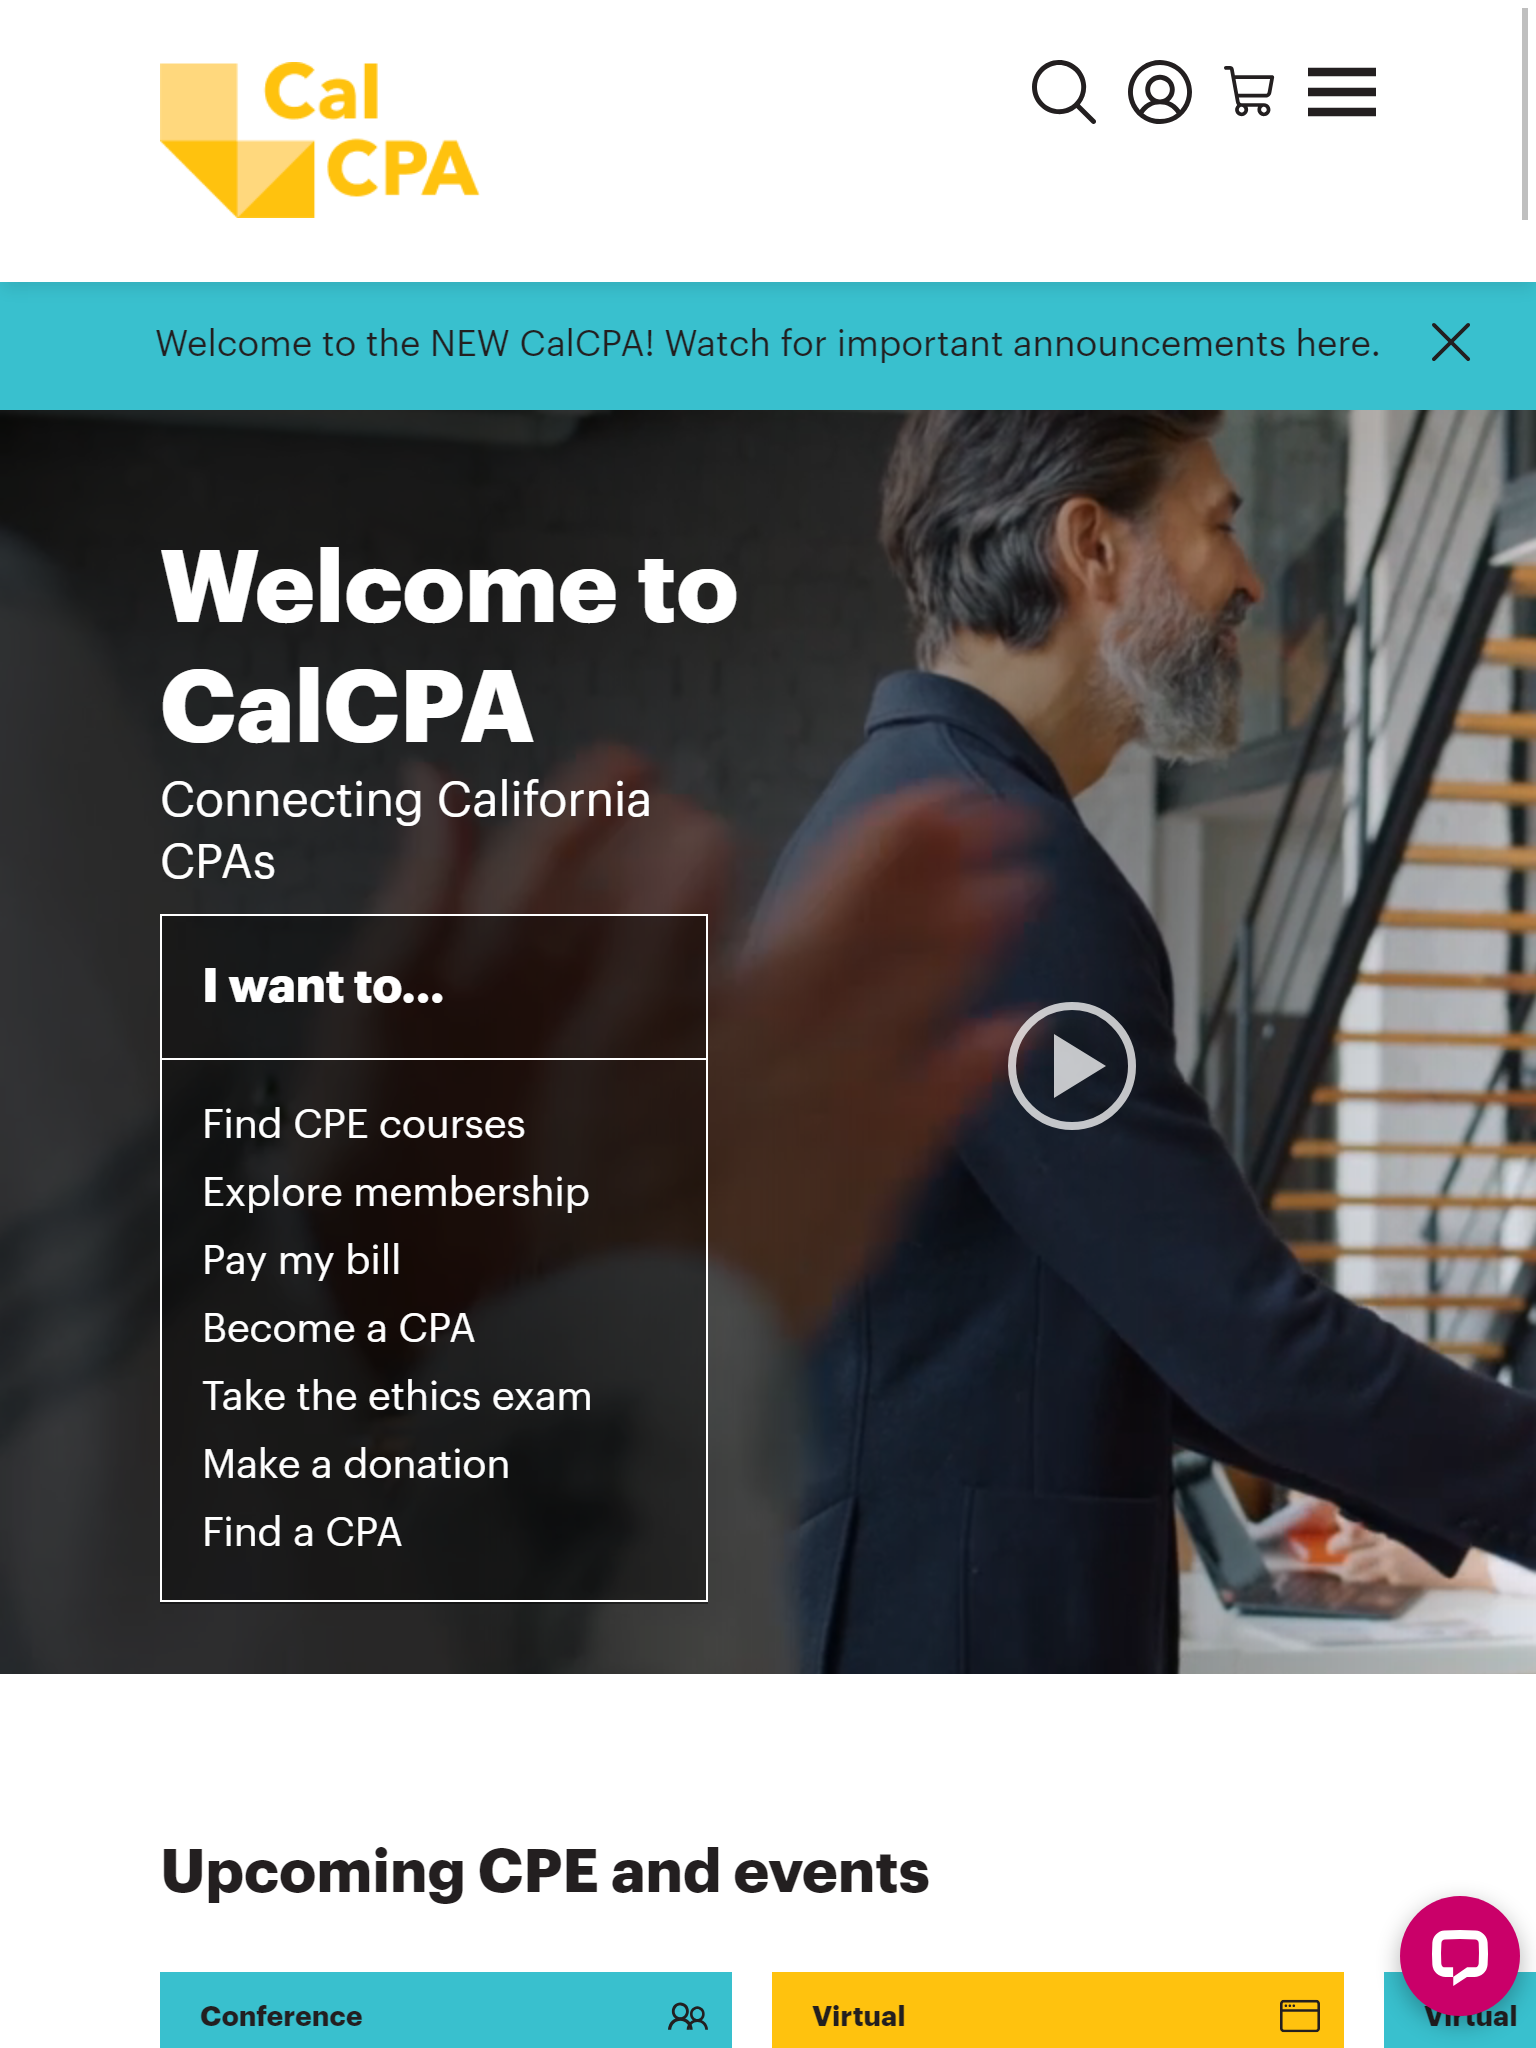 Cal
CPA
Welcome to the NEW CalCPA! Watch for important announcements here.
Welcome to
CalCPA
Connecting California
CPAs
I want to...
Find CPE courses
Explore membership
Pay my bill
Become a CPA
Take the ethics exam
Make a donation
Find a CPA
Upcoming CPE and events
Conference
Virtual
Virtual